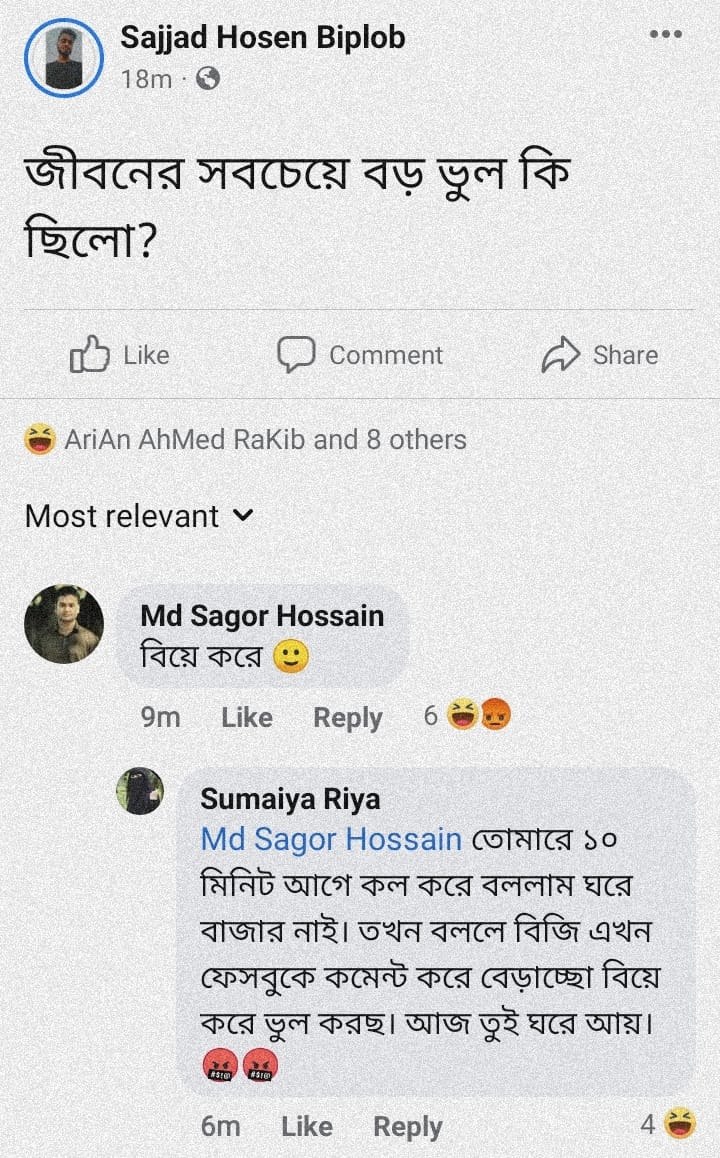 Sajjad Hosen Biplob
18m ·
জীবনের সবচেয়ে বড় ভুল কি
ছিলো?
Like Comment Share
AriAn AhMed RaKib and 8 others
Most relevant
Md Sagor Hossain
বিয়ে করে 🙂
9m Like Reply 6 😆😡
Sumaiya Riya
Md Sagor Hossain তোমারে ১০
মিনিট আগে কল করে বললাম ঘরে
বাজার নাই। তখন বললে বিজি এখন
ফেসবুকে কমেন্ট করে বেড়াচ্ছো বিয়ে
করে ভুল করছ। আজ তুই ঘরে আয়।
🤬🤬
6m Like Reply 4 😆